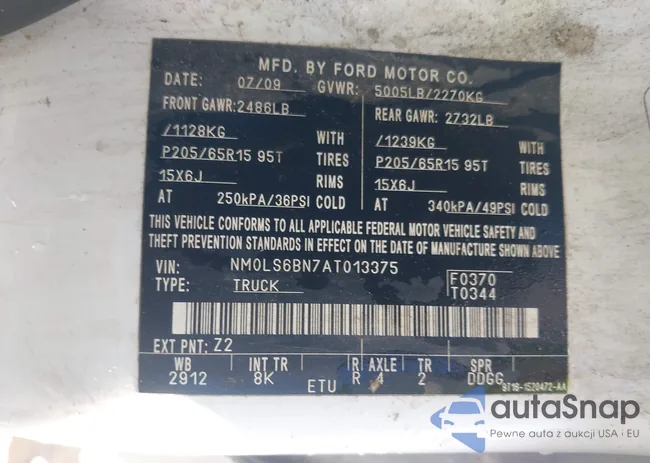 MFD. BY FORD MOTOR CO.
DATE: 07/09 GVWR: 5005LB/2270KG
FRONT GAWR: 2486LB REAR GAWR: 2732LB
/1128KG WITH /1239KG WITH
P205/65R15 95T TIRES P205/65R15 95T TIRES
15X6J RIMS 15X6J RIMS
AT 250kPA/36PSI COLD AT 340kPA/49PSI COLD
THIS VEHICLE CONFORMS TO ALL APPLICABLE FEDERAL MOTOR VEHICLE SAFETY AND
THEFT PREVENTION STANDARDS IN EFFECT ON THE DATE OF MANUFACTURE SHOWN ABOVE.
VIN: NM0LS6BN7AT013375 F0370
TYPE: TRUCK T0344
EXT PNT: Z2
WB INT TR R AXLE TR SPR
2912 8K R 4 2 DDGG
ETU 9T16-1520472-AA
autoSnap
Pewne auta z aukcji USA i EU